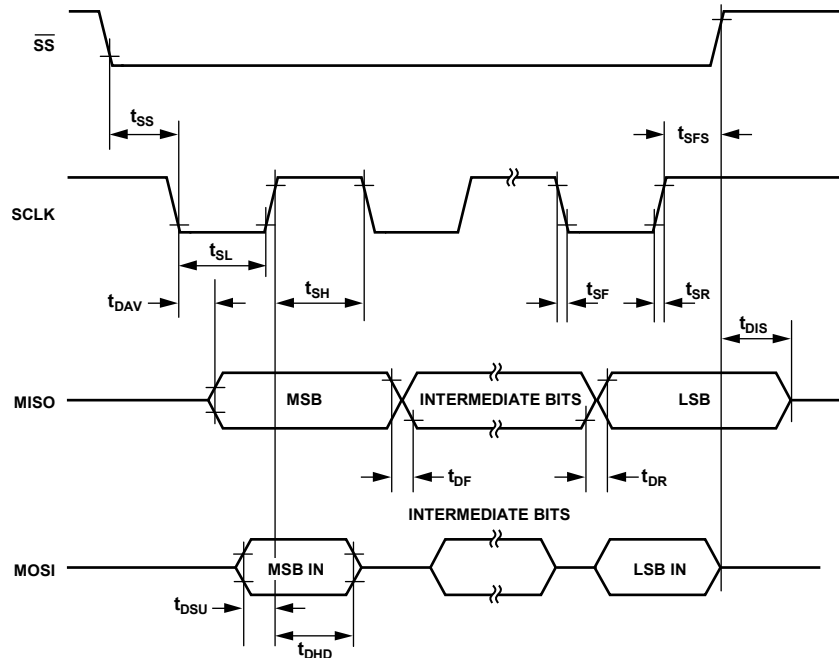 SS
tSS
tSFS
SCLK
tSL
tSH
tSF
tSR
tDAV
tDIS
MISO
MSB
INTERMEDIATE BITS
LSB
tDF
tDR
INTERMEDIATE BITS
MOSI
MSB IN
LSB IN
tDSU
tDHD